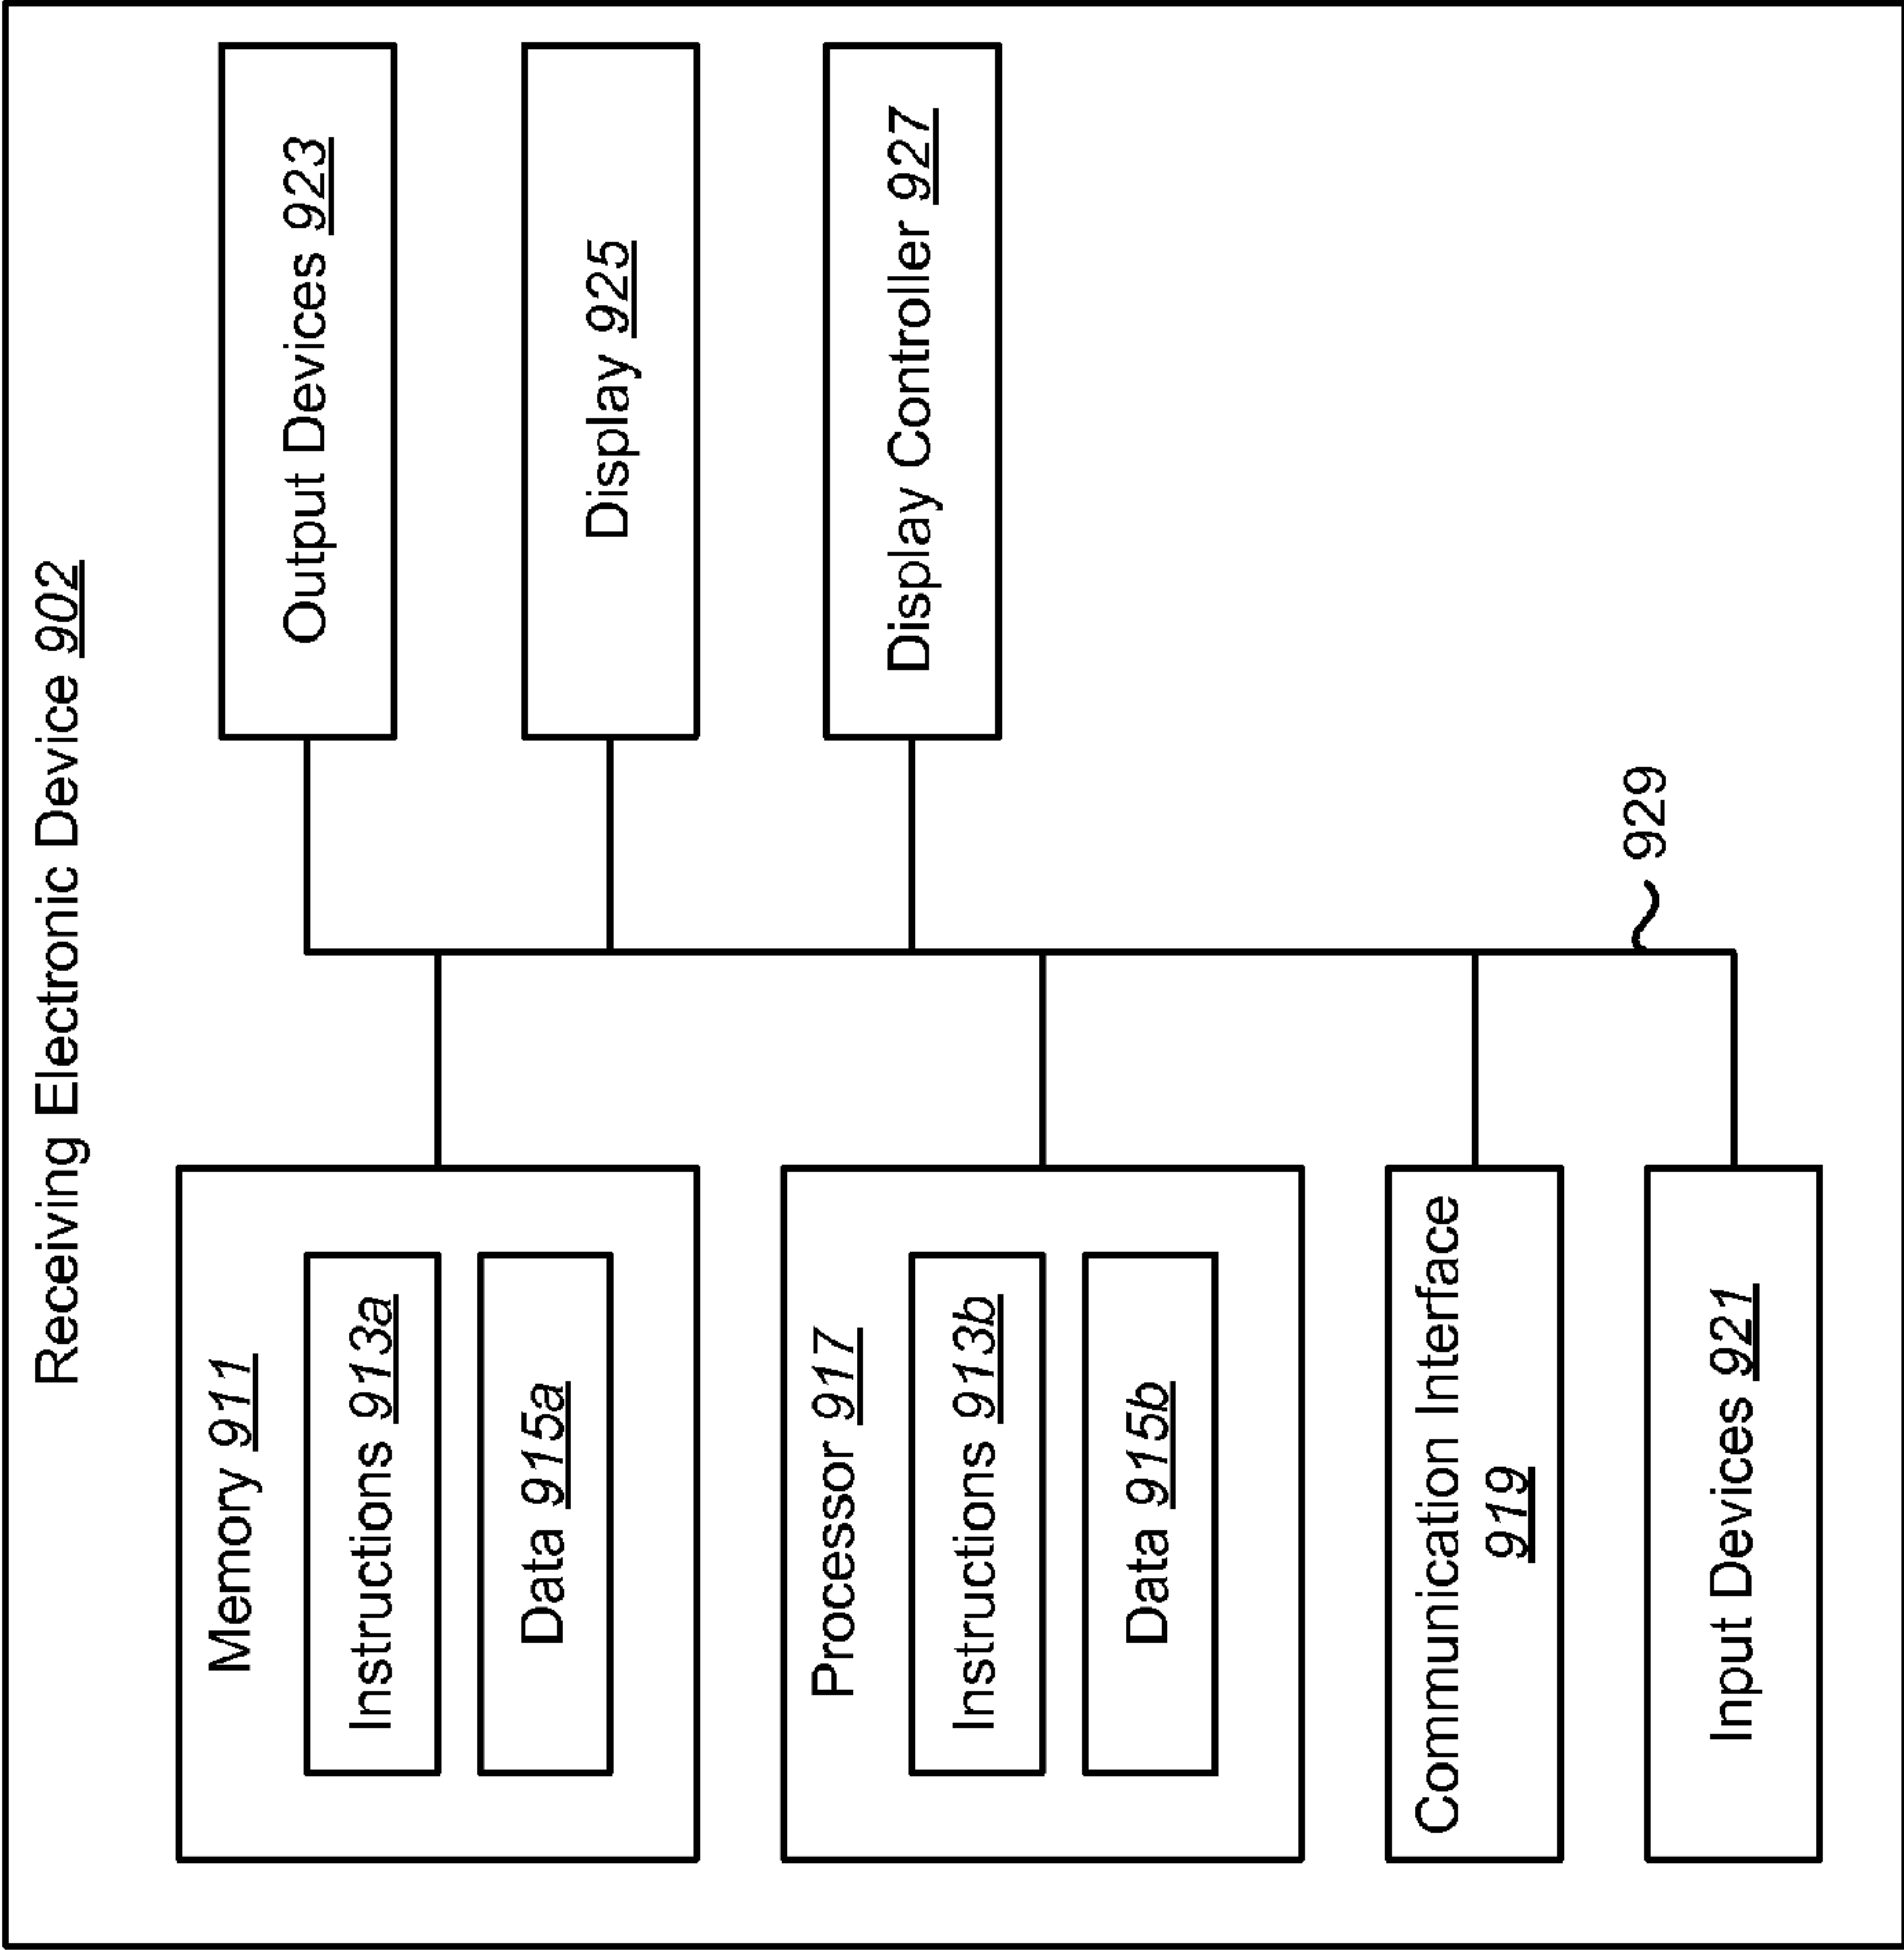 Receiving Electronic Device 902
Memory 911
Instructions 913a
Data 915a
Processor 917
Instructions 913b
Data 915b
Communication Interface
919
Input Devices 921
Output Devices 923
Display 925
Display Controller 927
929